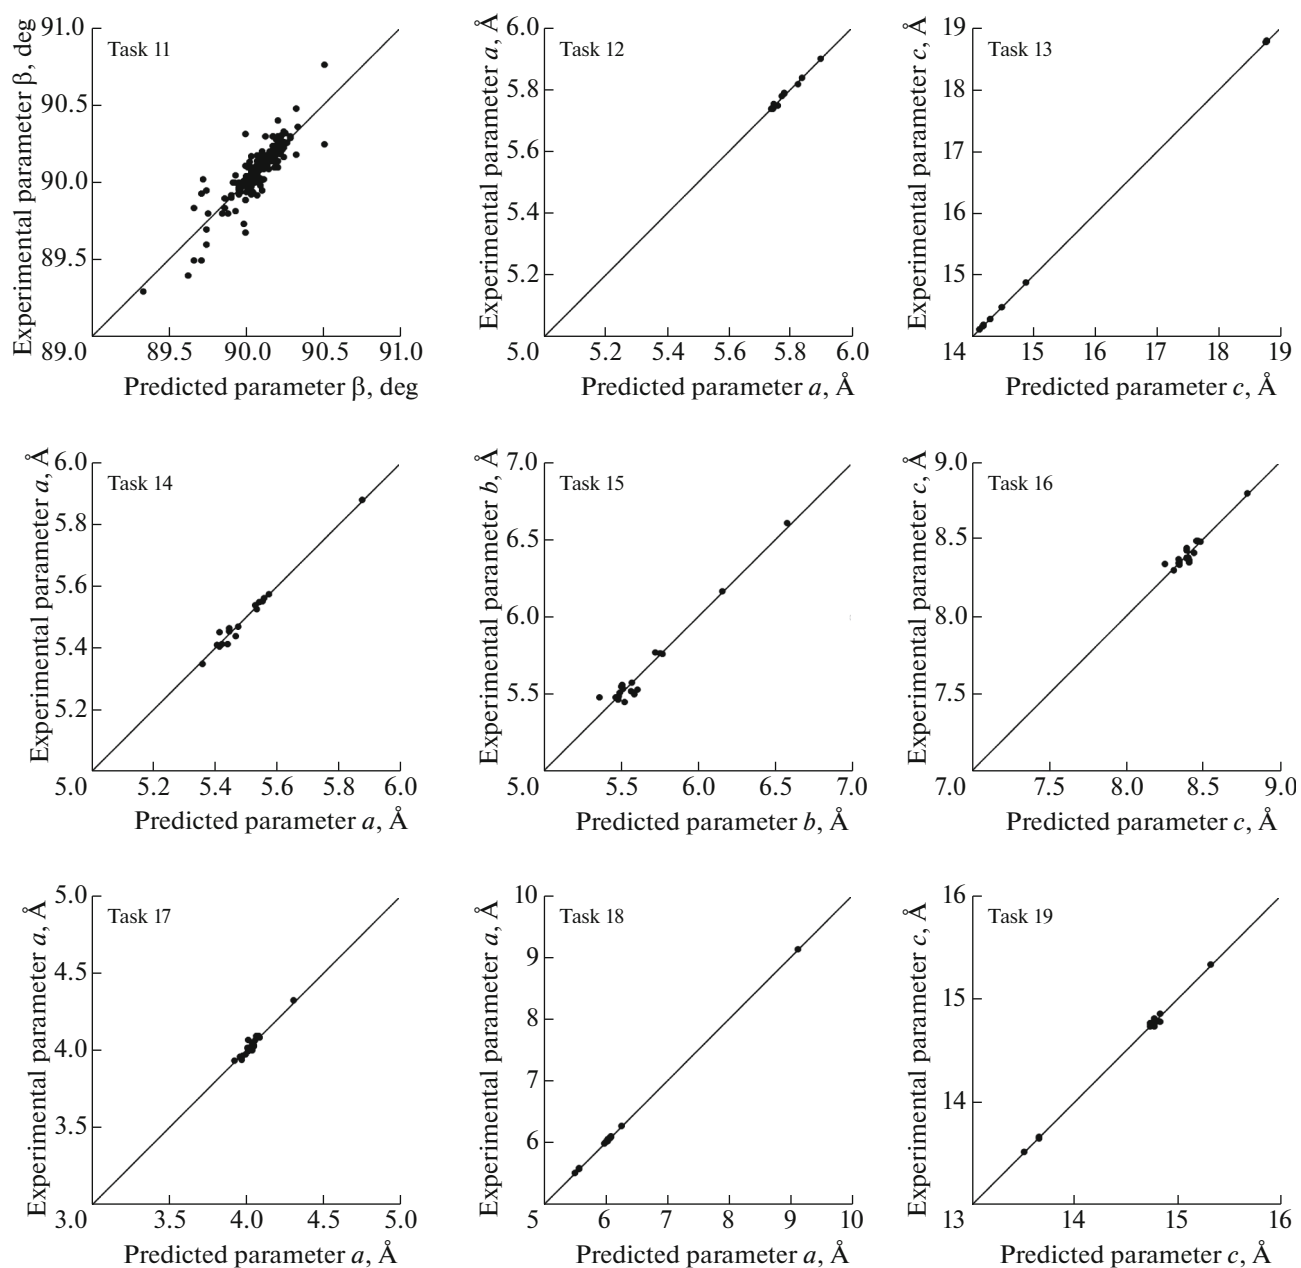 Experimental parameter β, deg
91.0
90.5
90.0
89.5
89.0
Task 11
89.5 90.0 90.5 91.0
Predicted parameter β, deg
Experimental parameter a, Å
6.0
5.8
5.6
5.4
5.2
5.0
Task 12
5.2 5.4 5.6 5.8 6.0
Predicted parameter a, Å
Experimental parameter c, Å
19
18
17
16
15
14
Task 13
15 16 17 18 19
Predicted parameter c, Å
Experimental parameter a, Å
6.0
5.8
5.6
5.4
5.2
5.0
Task 14
5.2 5.4 5.6 5.8 6.0
Predicted parameter a, Å
Experimental parameter b, Å
7.0
6.5
6.0
5.5
5.0
Task 15
5.5 6.0 6.5 7.0
Predicted parameter b, Å
Experimental parameter c, Å
9.0
8.5
8.0
7.5
7.0
Task 16
7.5 8.0 8.5 9.0
Predicted parameter c, Å
Experimental parameter a, Å
5.0
4.5
4.0
3.5
3.0
Task 17
3.5 4.0 4.5 5.0
Predicted parameter a, Å
Experimental parameter a, Å
10
9
8
7
6
5
Task 18
6 7 8 9 10
Predicted parameter a, Å
Experimental parameter c, Å
16
15
14
13
Task 19
14 15 16
Predicted parameter c, Å